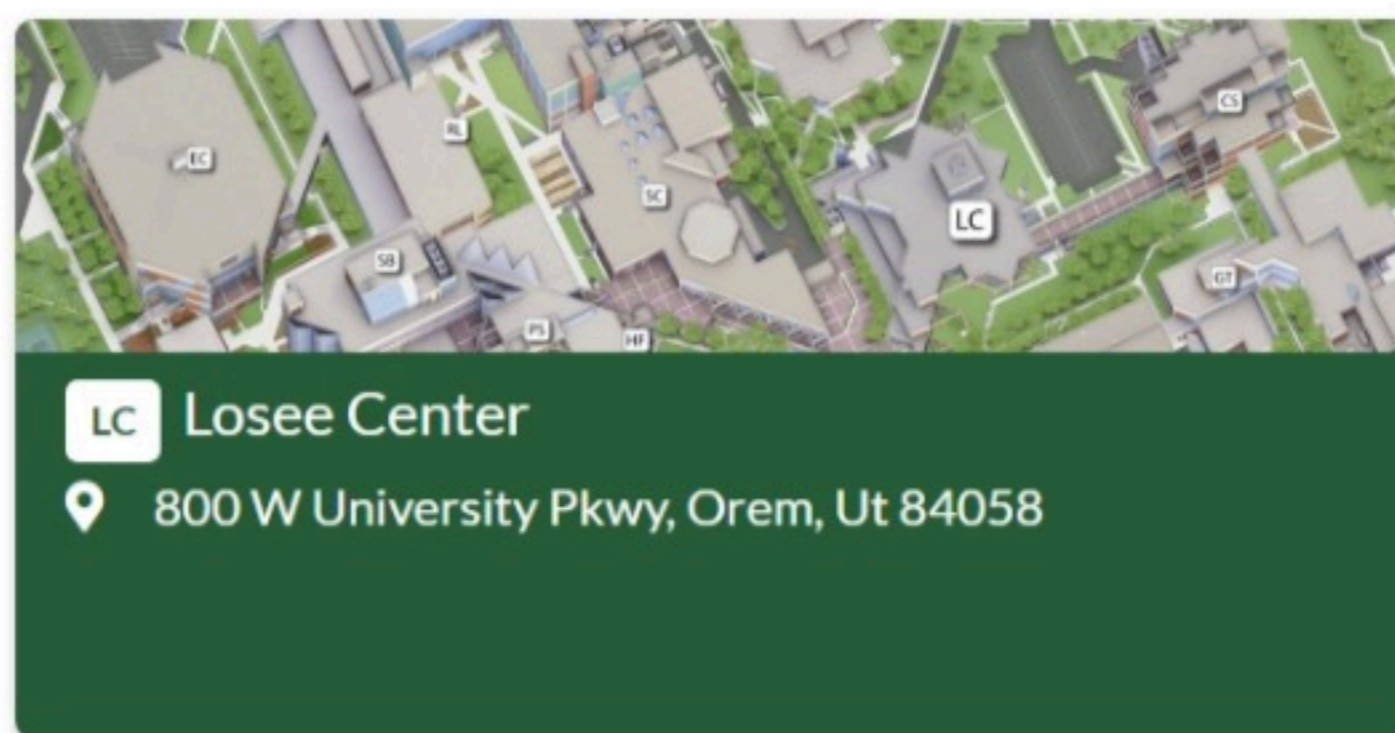 EC
RL
SC
LC
CS
SB
GT
PS
HF
LC Losee Center
800 W University Pkwy, Orem, Ut 84058